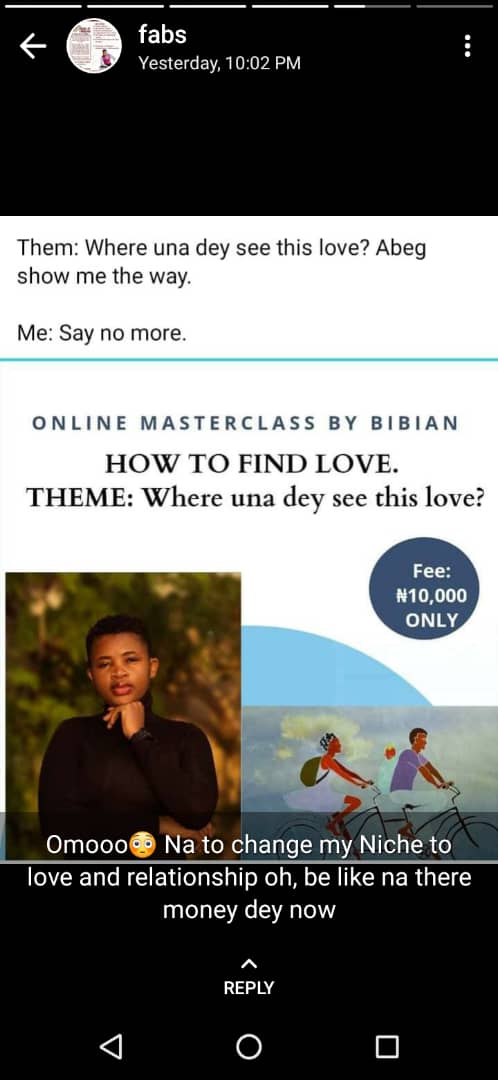 fabs
Yesterday, 10:02 PM
Them: Where una dey see this love? Abeg
show me the way.
Me: Say no more.
ONLINE MASTERCLASS BY BIBIAN
HOW TO FIND LOVE.
THEME: Where una dey see this love?
Fee:
₦10,000
ONLY
Omooo😳 Na to change my Niche to
love and relationship oh, be like na there
money dey now
REPLY